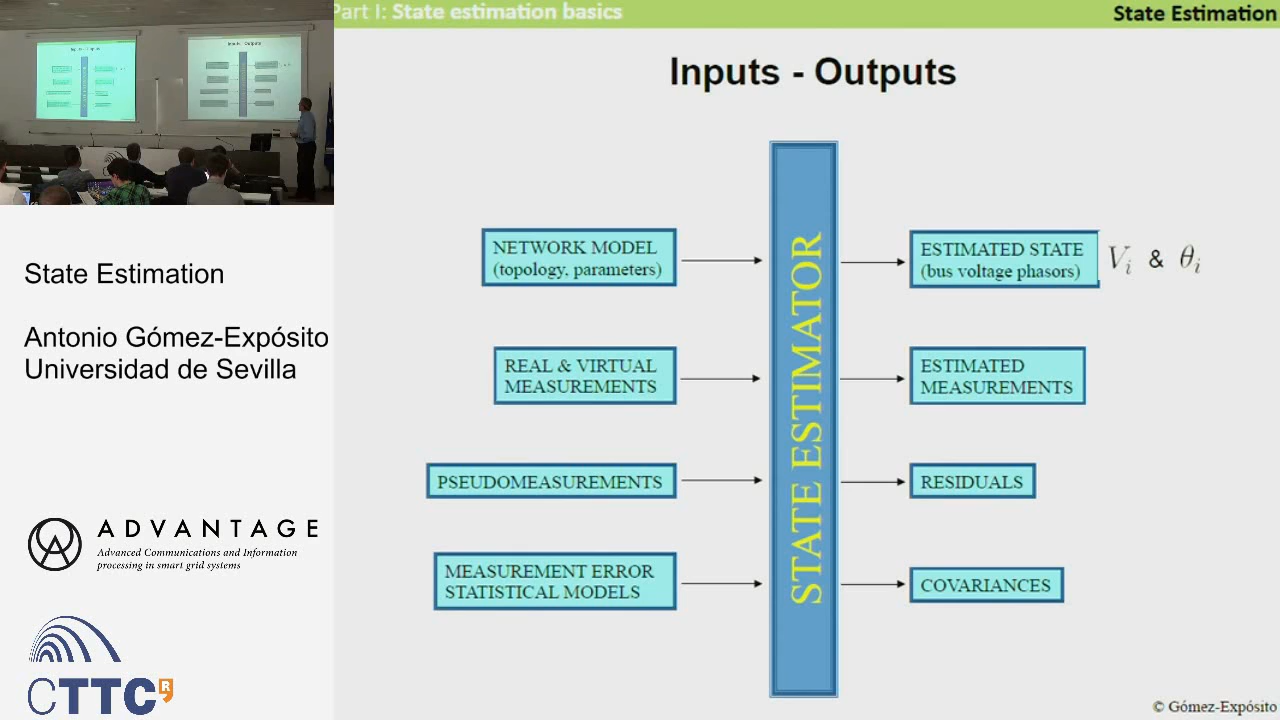 Part I: State estimation basics
State Estimation
Inputs - Outputs
NETWORK MODEL
(topology, parameters)
REAL & VIRTUAL
MEASUREMENTS
PSEUDOMEASUREMENTS
MEASUREMENT ERROR
STATISTICAL MODELS
STATE ESTIMATOR
ESTIMATED STATE
(bus voltage phasors)
V_i & θ_i
ESTIMATED
MEASUREMENTS
RESIDUALS
COVARIANCES
© Gómez-Expósito
Inputs - Outputs
State Estimation
Antonio Gómez-Expósito
Universidad de Sevilla
ADVANTAGE
Advanced Communications and Information
processing in smart grid systems
CTTC R